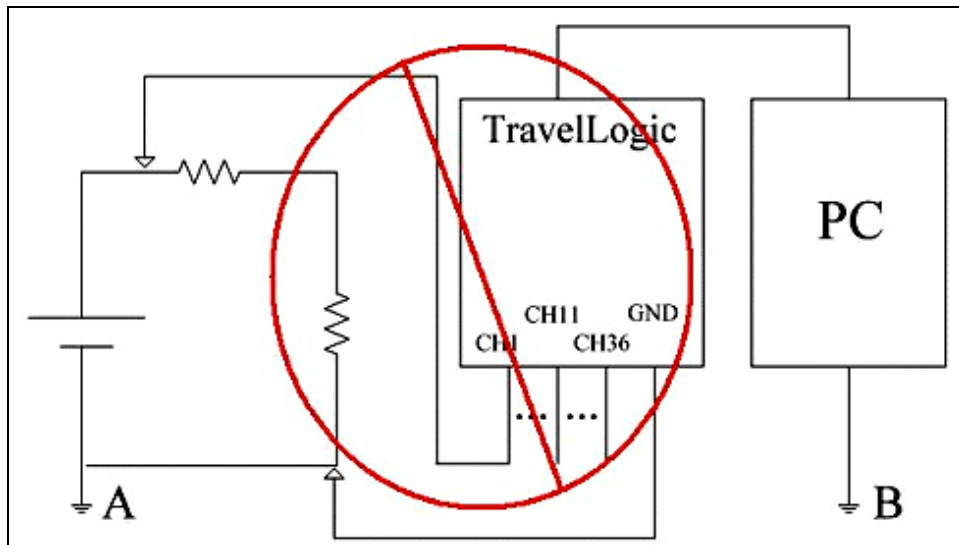 TravelLogic
PC
CH11
GND
CH1
CH36
... ...
A
B